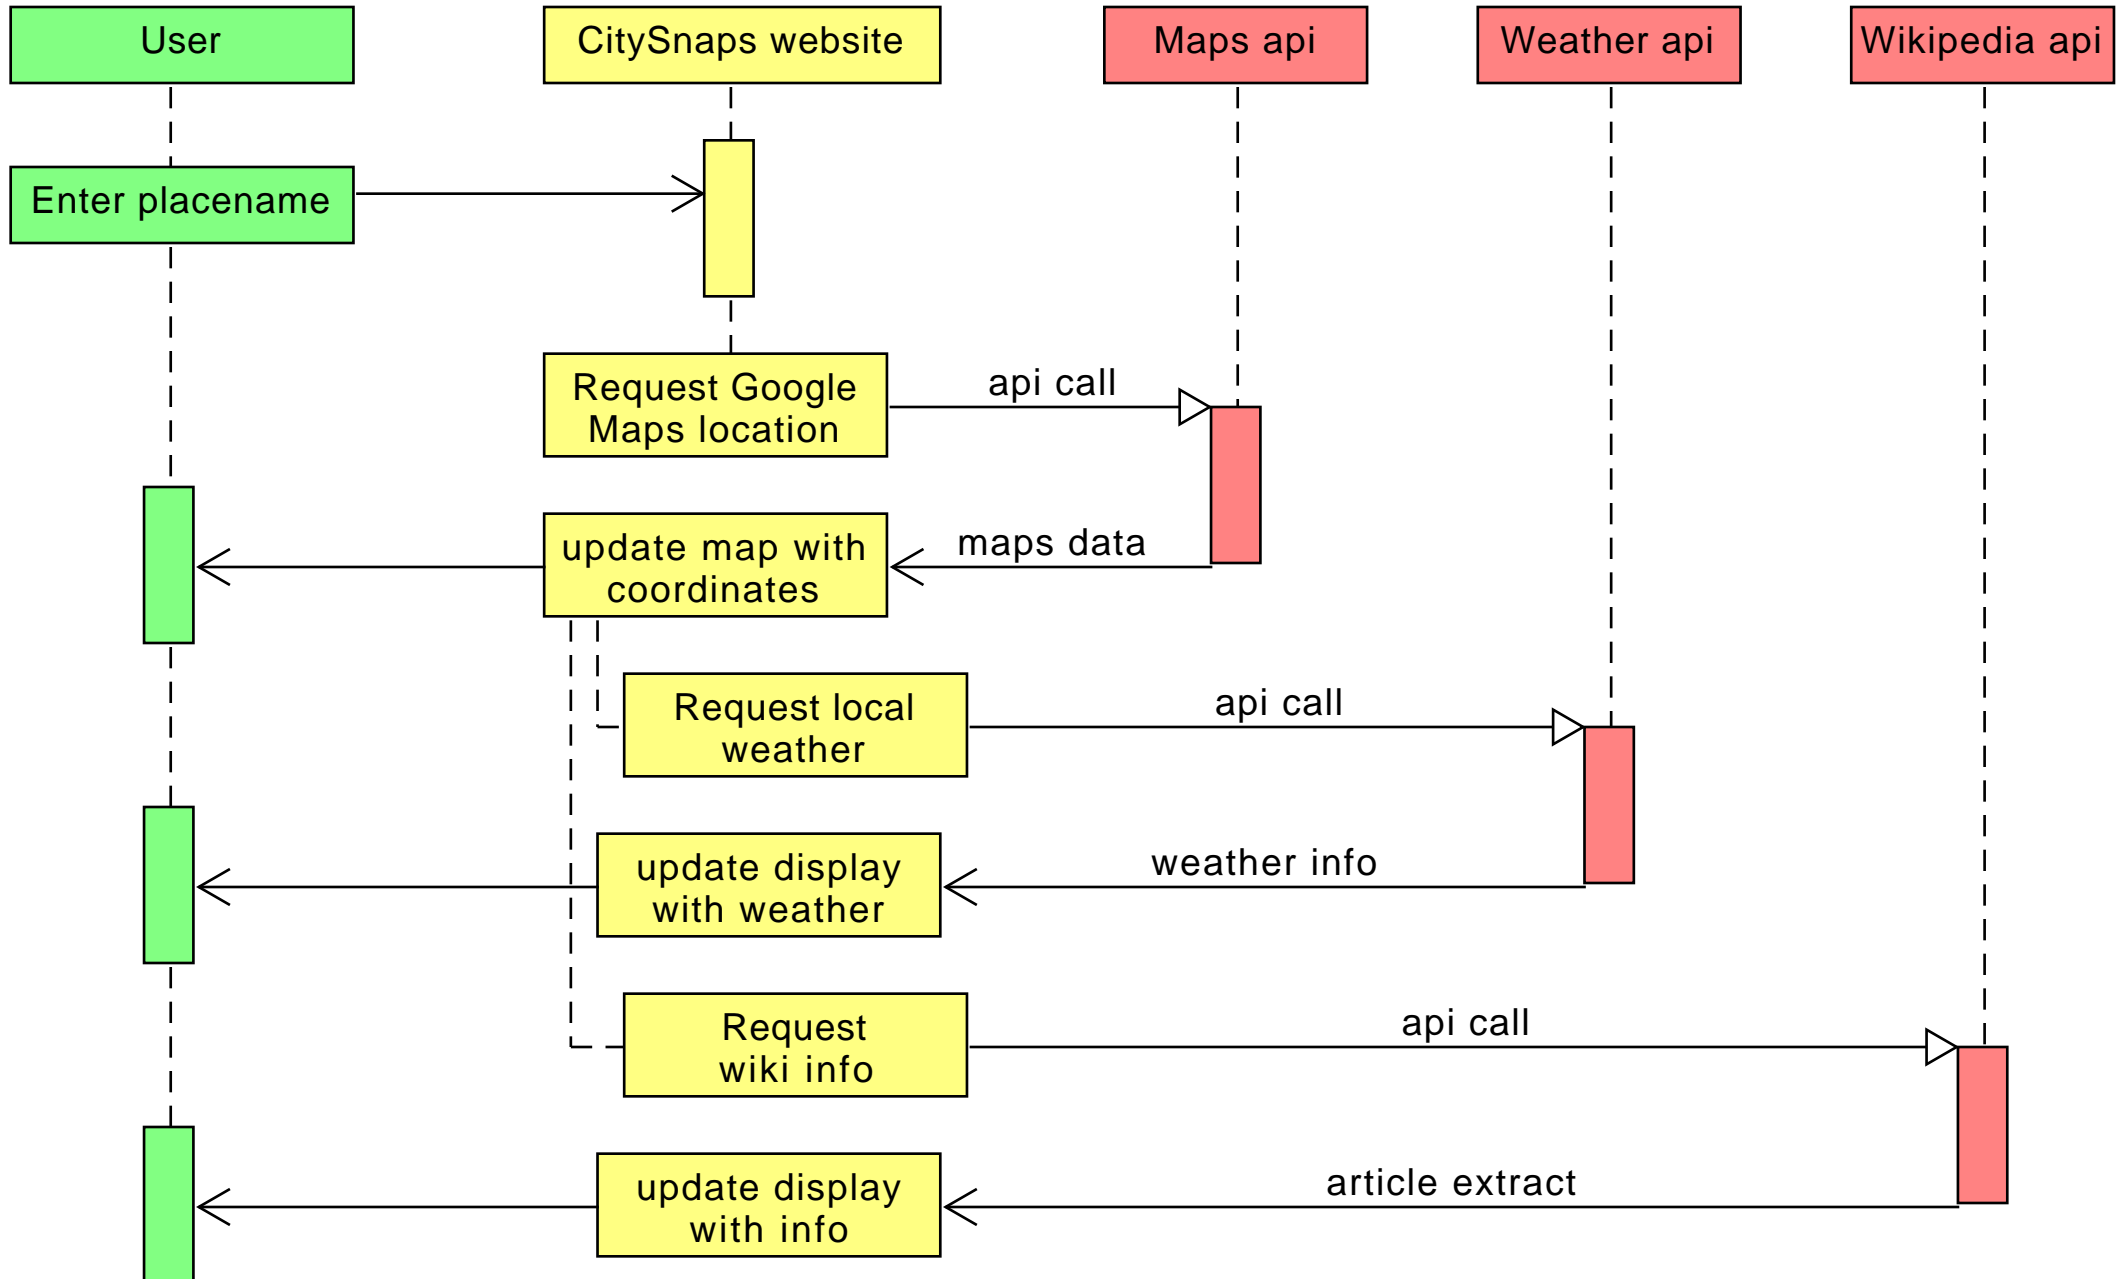 User
CitySnaps website
Maps api
Weather api
Wikipedia api
Enter placename
Request Google
Maps location
api call
update map with
coordinates
maps data
Request local
weather
api call
update display
with weather
weather info
Request
wiki info
api call
update display
with info
article extract